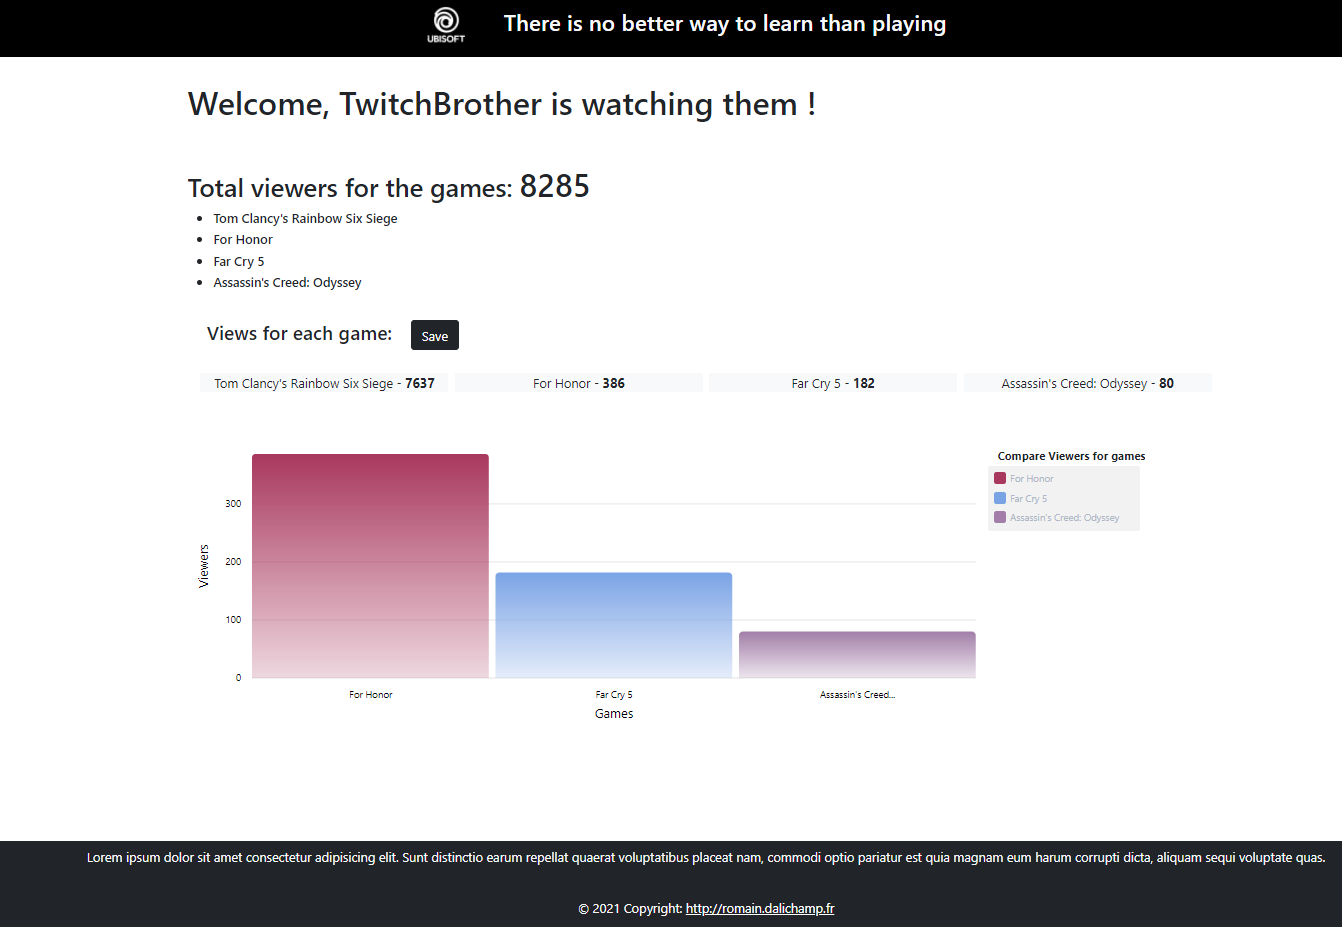 UBISOFT
There is no better way to learn than playing
Welcome, TwitchBrother is watching them !
Total viewers for the games: 8285
Tom Clancy's Rainbow Six Siege
For Honor
Far Cry 5
Assassin's Creed: Odyssey
Views for each game:
Save
Tom Clancy's Rainbow Six Siege - 7637
For Honor - 386
Far Cry 5 - 182
Assassin's Creed: Odyssey - 80
Compare Viewers for games
For Honor
Far Cry 5
Assassin's Creed: Odyssey
Viewers
300
200
100
0
For Honor
Far Cry 5
Assassin's Creed...
Games
Lorem ipsum dolor sit amet consectetur adipisicing elit. Sunt distinctio earum repellat quaerat voluptatibus placeat nam, commodi optio pariatur est quia magnam eum harum corrupti dicta, aliquam sequi voluptate quas.
© 2021 Copyright: http://romain.dalichamp.fr